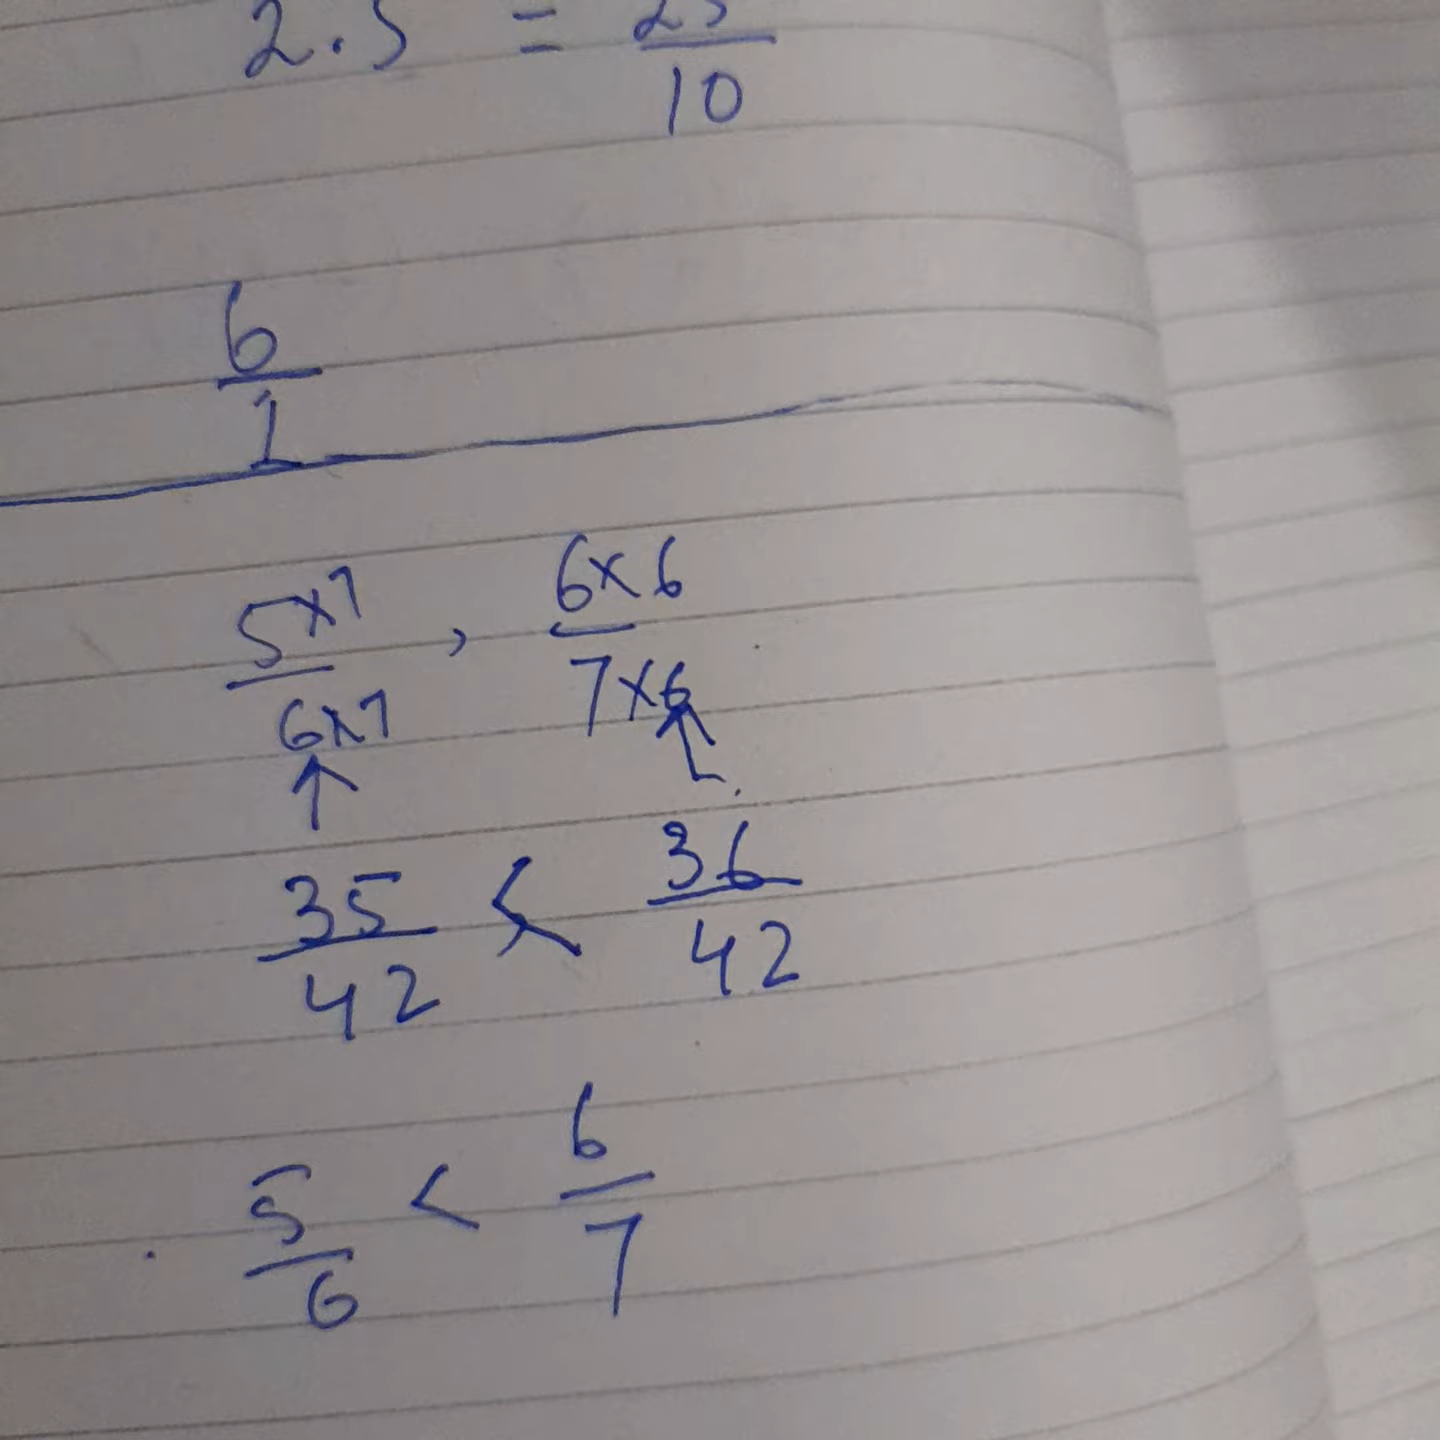 2.5 = 25/10
6/1
5×7/6×7 , 6×6/7×6
35/42 < 36/42
5/6 < 6/7